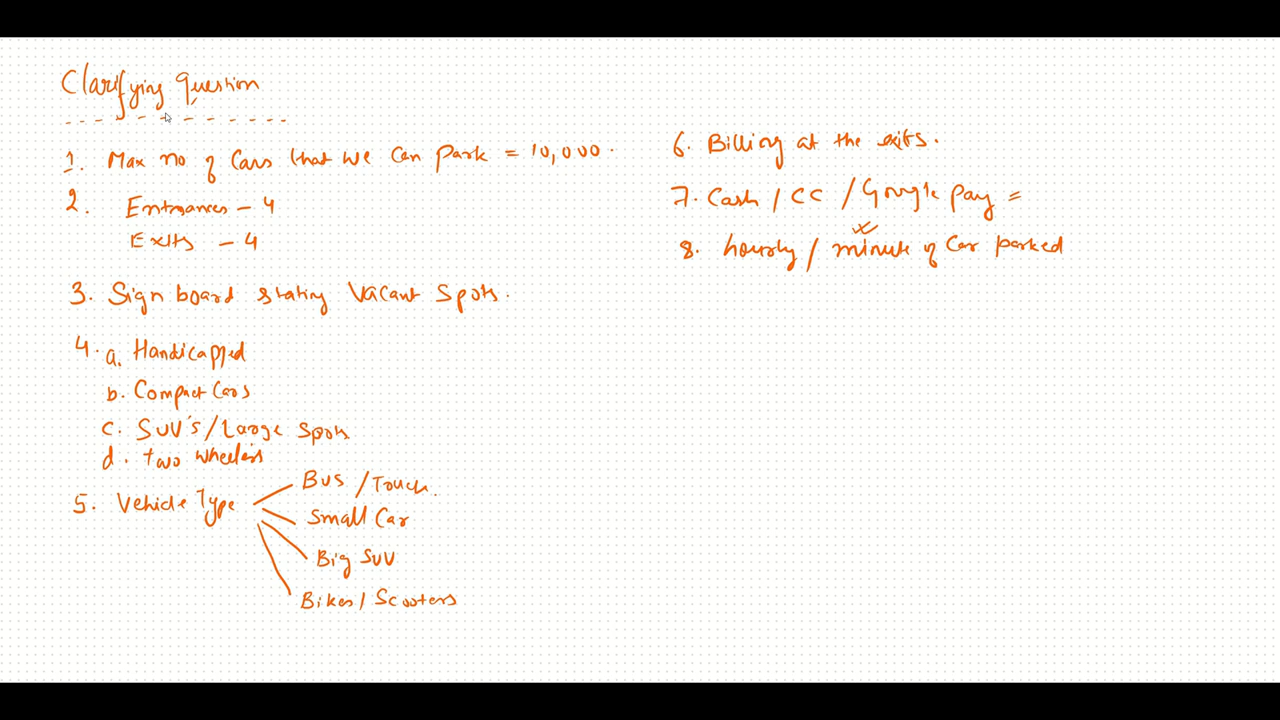 Clarifying Question
1. Max no of Cars that we can park = 10,000.
2. Entrances - 4
Exits - 4
3. Sign board stating Vacant Spots.
4. a. Handicapped
b. Compact Cars
c. SUV's / Large Spots
d. Two wheelers
5. Vehicle Type
Bus / Truck.
Small Car
Big SUV
Bikes / Scooters
6. Billing at the exits.
7. Cash / CC / Google pay =
8. hourly / minute of Car parked